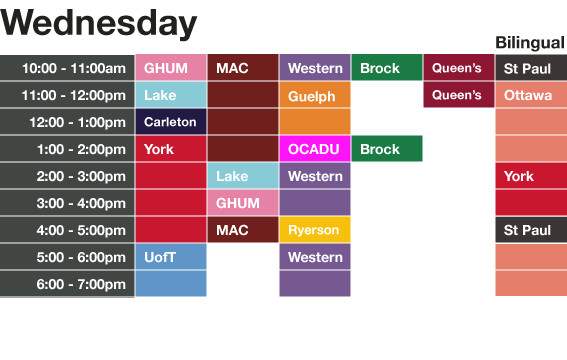 Wednesday
Bilingual
10:00 - 11:00am GHUM MAC Western Brock Queen's St Paul
11:00 - 12:00pm Lake Guelph Queen's Ottawa
12:00 - 1:00pm Carleton
1:00 - 2:00pm York OCADU Brock
2:00 - 3:00pm Lake Western York
3:00 - 4:00pm GHUM
4:00 - 5:00pm MAC Ryerson St Paul
5:00 - 6:00pm UofT Western
6:00 - 7:00pm